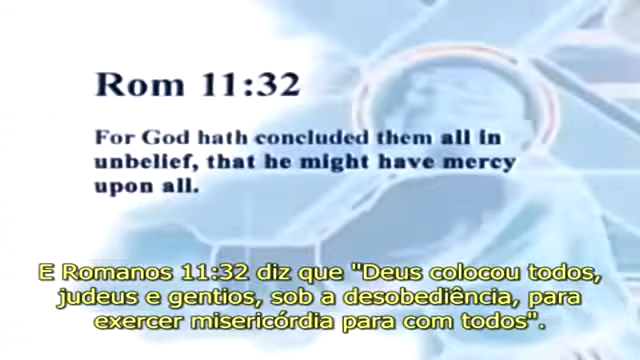 Rom 11:32
For God hath concluded them all in
unbelief, that he might have mercy
upon all.
E Romanos 11:32 diz que "Deus colocou todos,
judeus e gentios, sob a desobediência, para
exercer misericórdia para com todos".